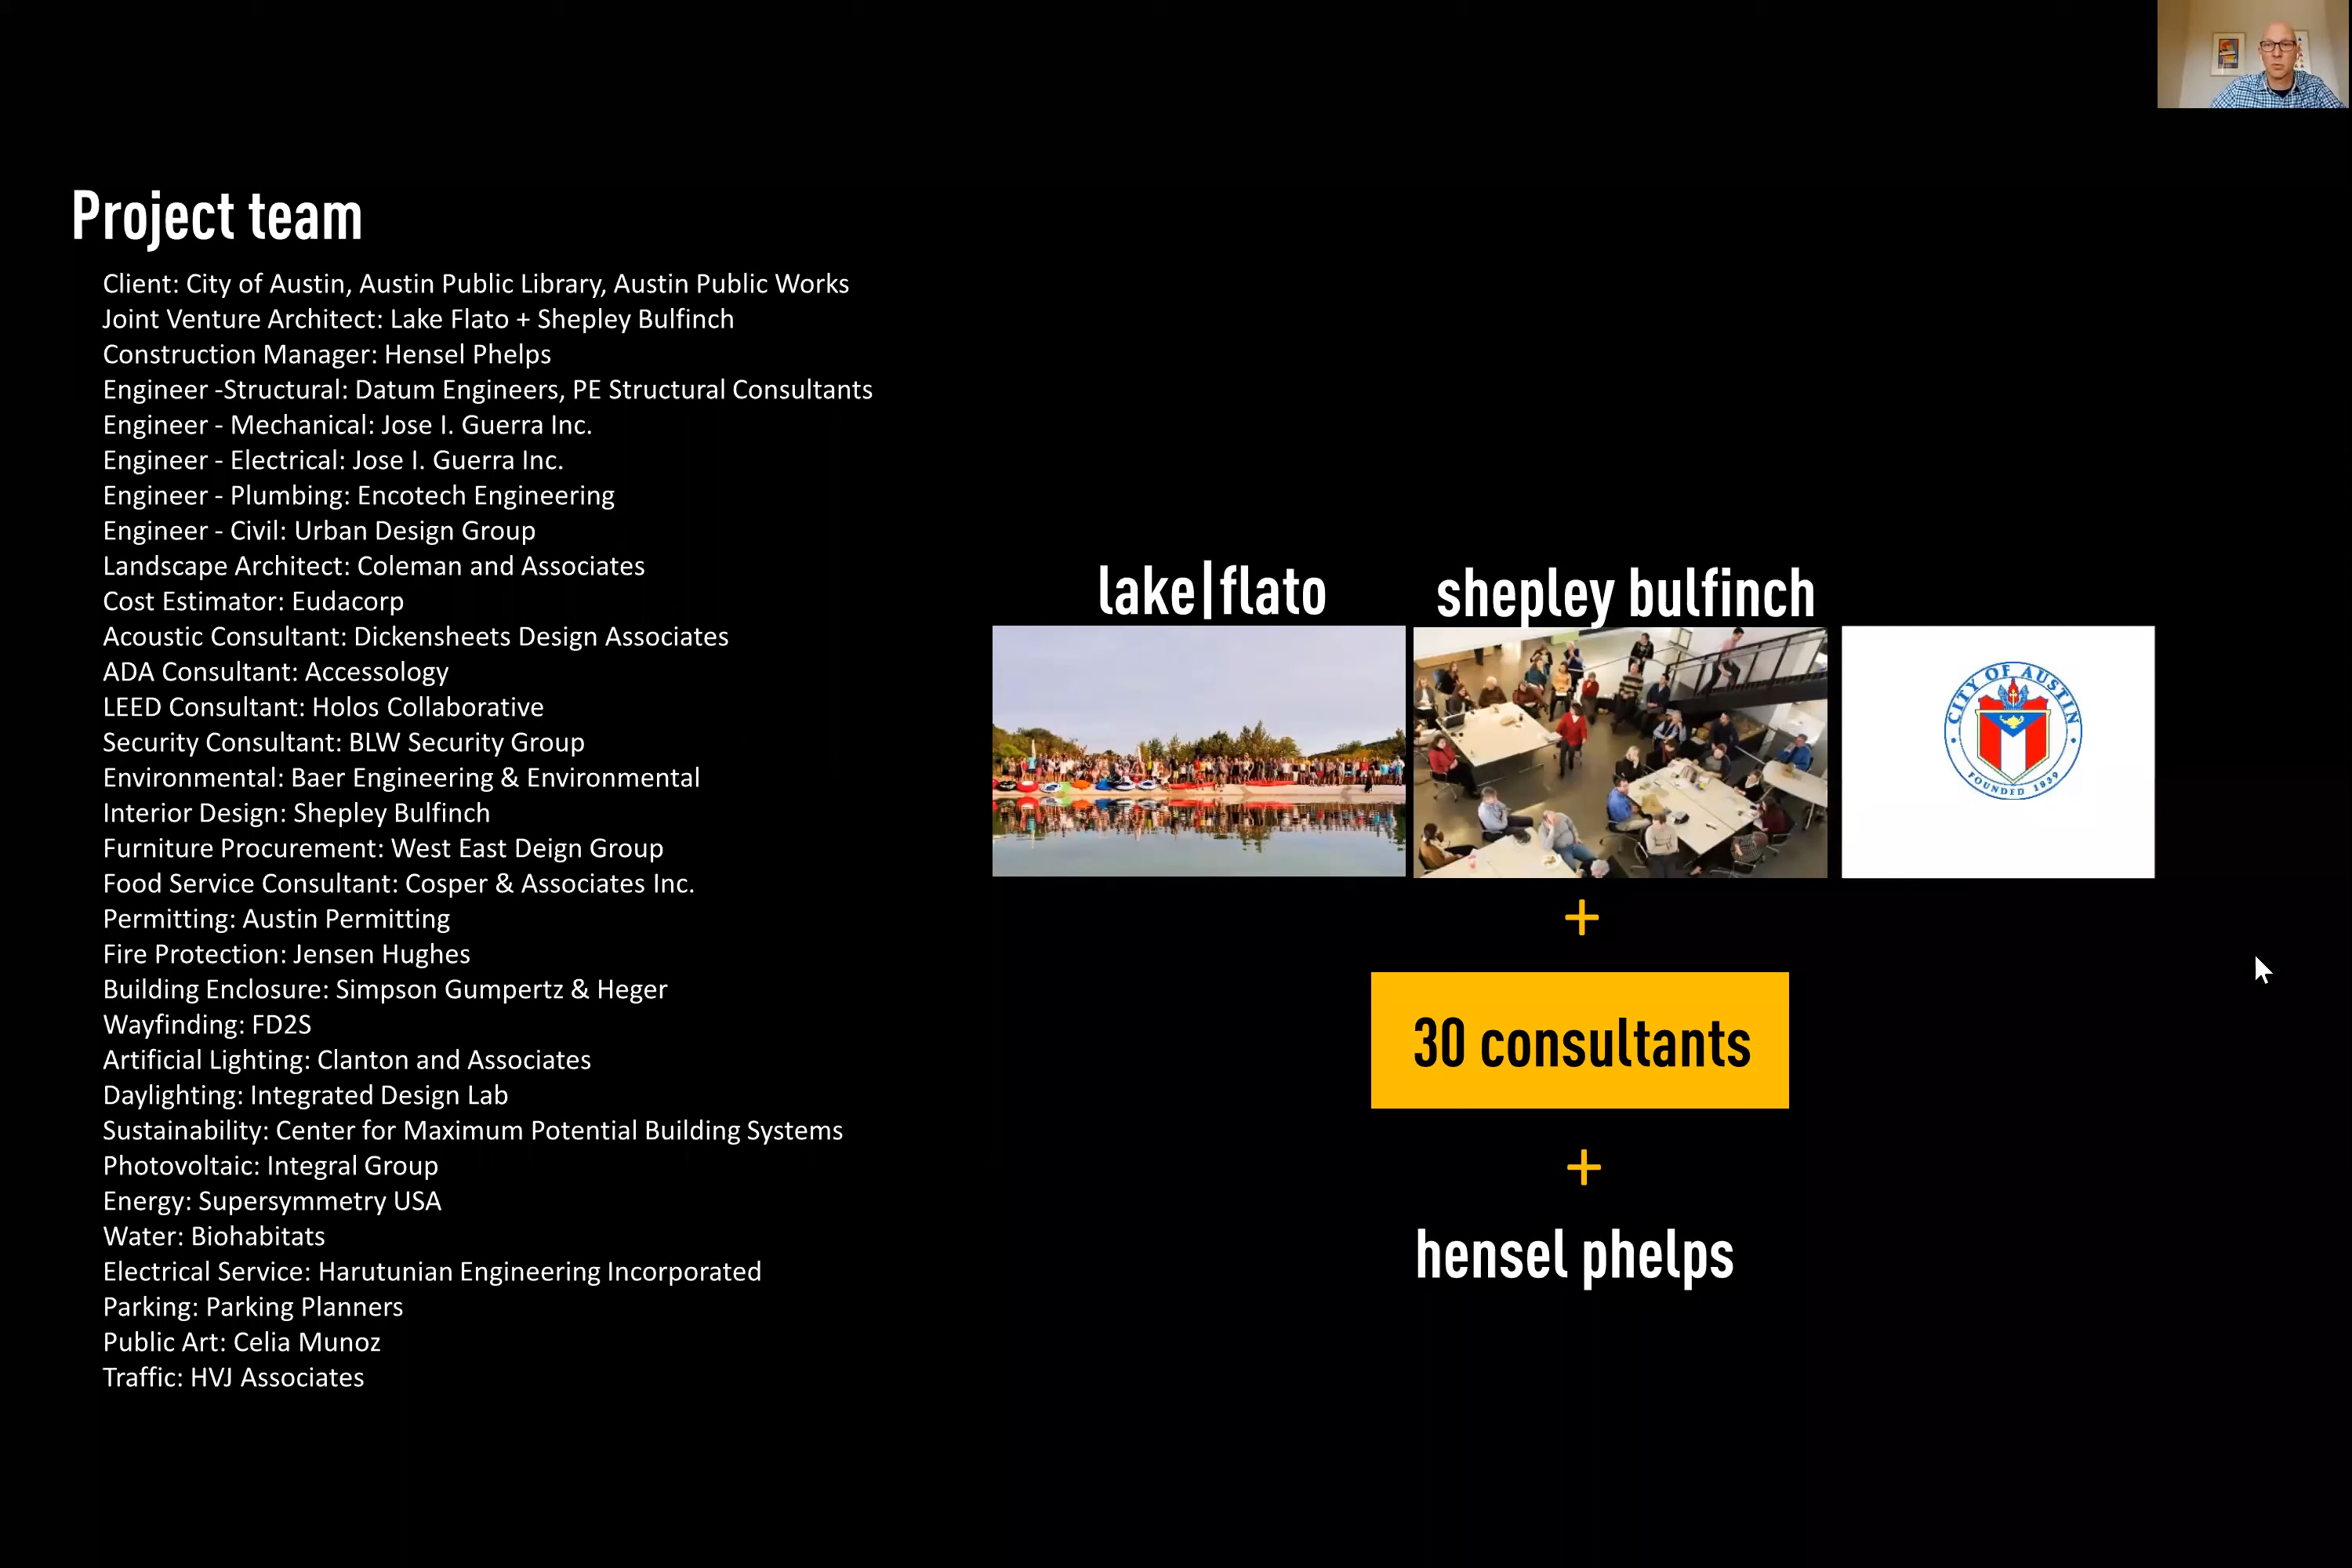 Project team
Client: City of Austin, Austin Public Library, Austin Public Works
Joint Venture Architect: Lake Flato + Shepley Bulfinch
Construction Manager: Hensel Phelps
Engineer -Structural: Datum Engineers, PE Structural Consultants
Engineer - Mechanical: Jose I. Guerra Inc.
Engineer - Electrical: Jose I. Guerra Inc.
Engineer - Plumbing: Encotech Engineering
Engineer - Civil: Urban Design Group
Landscape Architect: Coleman and Associates
Cost Estimator: Eudacorp
Acoustic Consultant: Dickensheets Design Associates
ADA Consultant: Accessology
LEED Consultant: Holos Collaborative
Security Consultant: BLW Security Group
Environmental: Baer Engineering & Environmental
Interior Design: Shepley Bulfinch
Furniture Procurement: West East Deign Group
Food Service Consultant: Cosper & Associates Inc.
Permitting: Austin Permitting
Fire Protection: Jensen Hughes
Building Enclosure: Simpson Gumpertz & Heger
Wayfinding: FD2S
Artificial Lighting: Clanton and Associates
Daylighting: Integrated Design Lab
Sustainability: Center for Maximum Potential Building Systems
Photovoltaic: Integral Group
Energy: Supersymmetry USA
Water: Biohabitats
Electrical Service: Harutunian Engineering Incorporated
Parking: Parking Planners
Public Art: Celia Munoz
Traffic: HVJ Associates
lake|flato
shepley bulfinch
CITY OF AUSTIN
FOUNDED 1839
+
30 consultants
+
hensel phelps